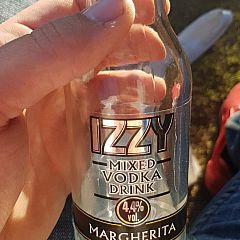 IZZY
MIXED
VODKA
DRINK
4,4%
vol.
MARGHERITA